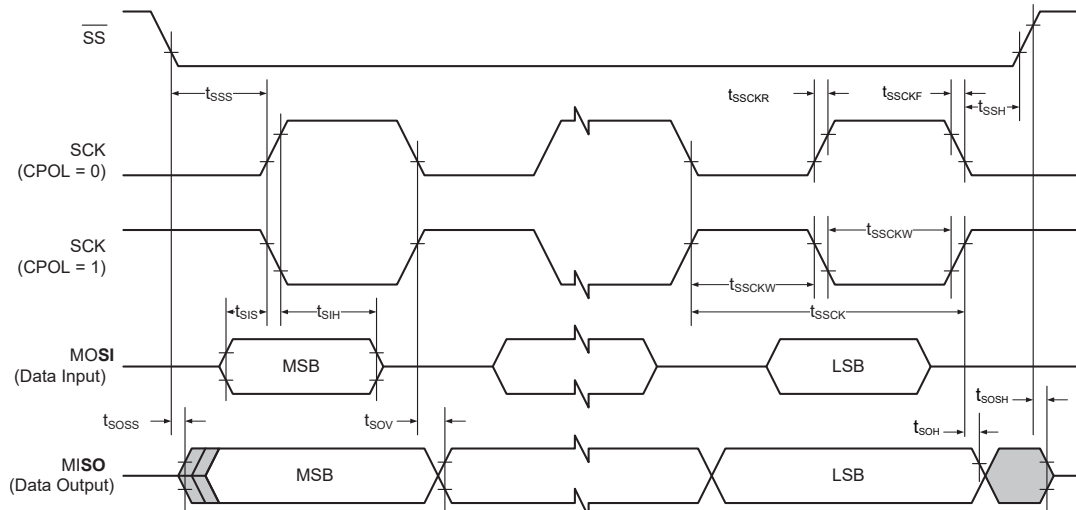 SS
tSSS
tSSCKR
tSSCKF
tSSH
SCK
(CPOL = 0)
SCK
(CPOL = 1)
tSSCKW
tSSCKW
tSSCK
tSIS
tSIH
MOSI
(Data Input)
MSB
LSB
tSOSS
tSOV
tSOH
tSOSH
MISO
(Data Output)
MSB
LSB